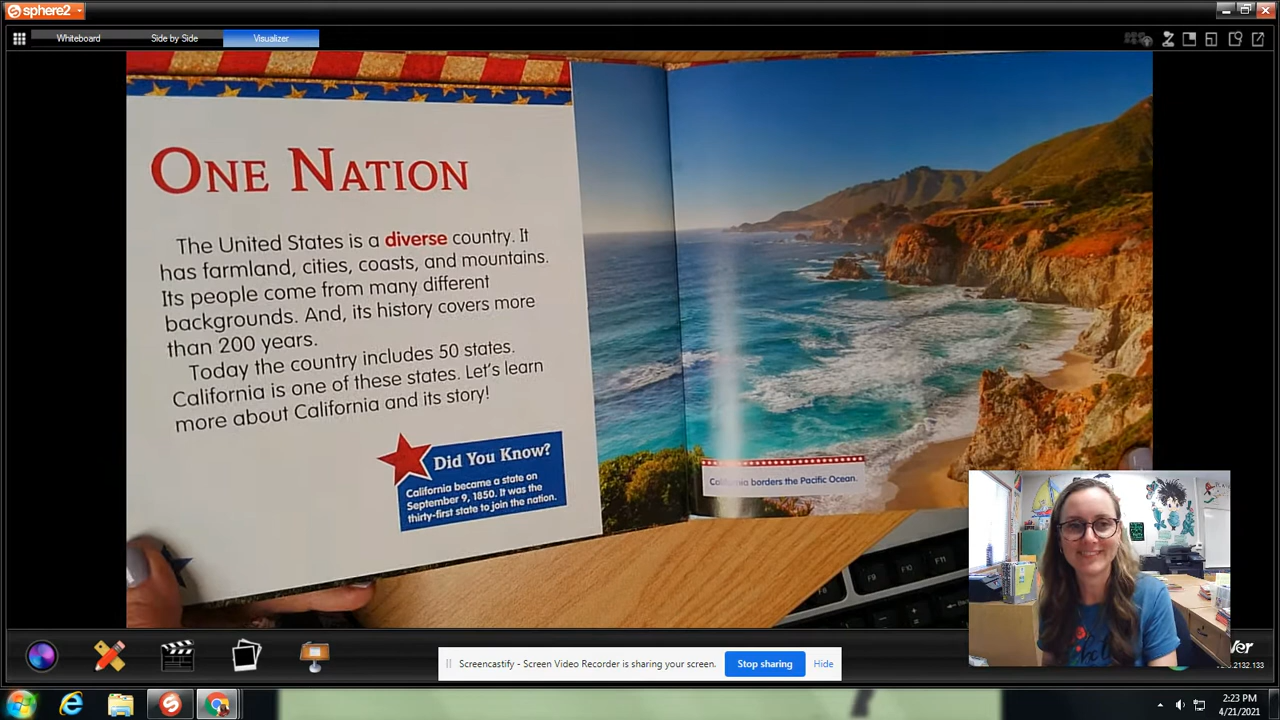 sphere2
Whiteboard
Side by Side
Visualizer
ONE NATION
The United States is a diverse country. It
has farmland, cities, coasts, and mountains.
Its people come from many different
backgrounds. And, its history covers more
than 200 years.
Today the country includes 50 states.
California is one of these states. Let's learn
more about California and its story!
Did You Know?
California became a state on
September 9, 1850. It was the
thirty-first state to join the nation.
California borders the Pacific Ocean.
F8
F9
F10
F11
Screencastify - Screen Video Recorder is sharing your screen.
Stop sharing
Hide
2:23 PM
4/21/2021